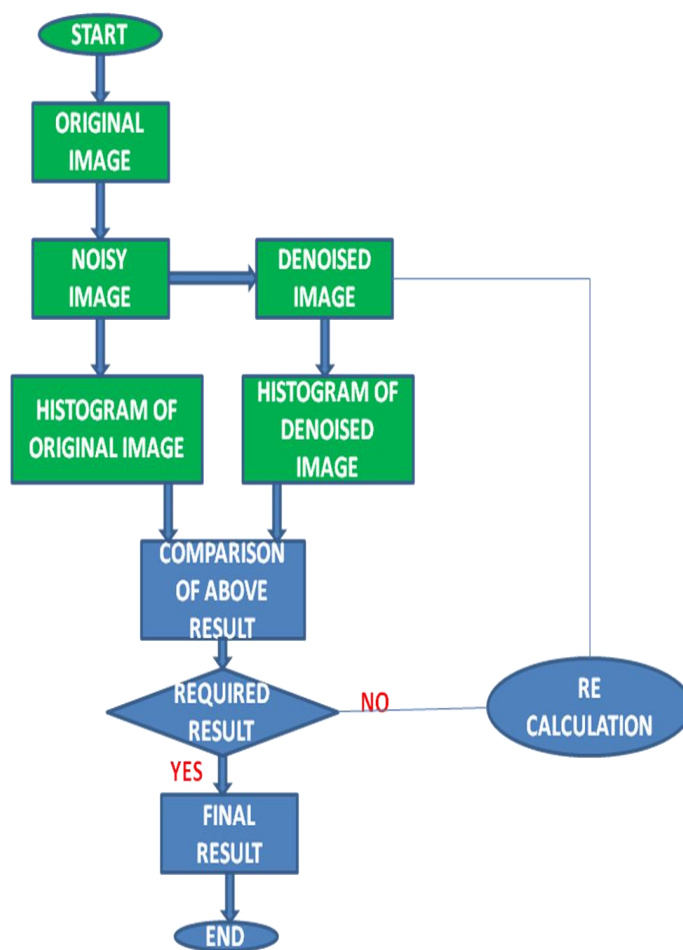 START
ORIGINAL
IMAGE
NOISY
IMAGE
DENOISED
IMAGE
HISTOGRAM OF
ORIGINAL IMAGE
HISTOGRAM OF
DENOISED
IMAGE
COMPARISON
OF ABOVE
RESULT
REQUIRED
RESULT
NO
RE
CALCULATION
YES
FINAL
RESULT
END